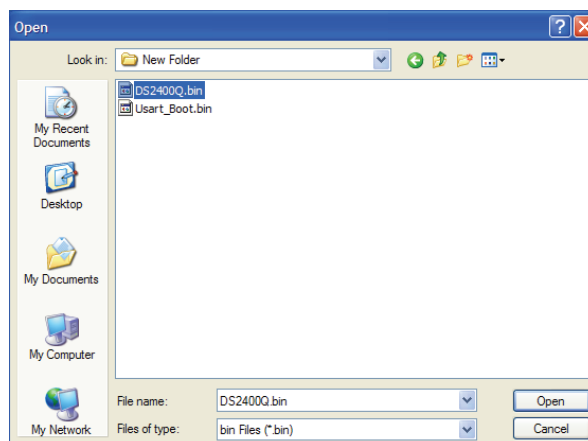 Open
Look in: New Folder
DS2400Q.bin
Usart_Boot.bin
My Recent
Documents
Desktop
My Documents
My Computer
My Network
File name: DS2400Q.bin Open
Files of type: bin Files (*.bin) Cancel